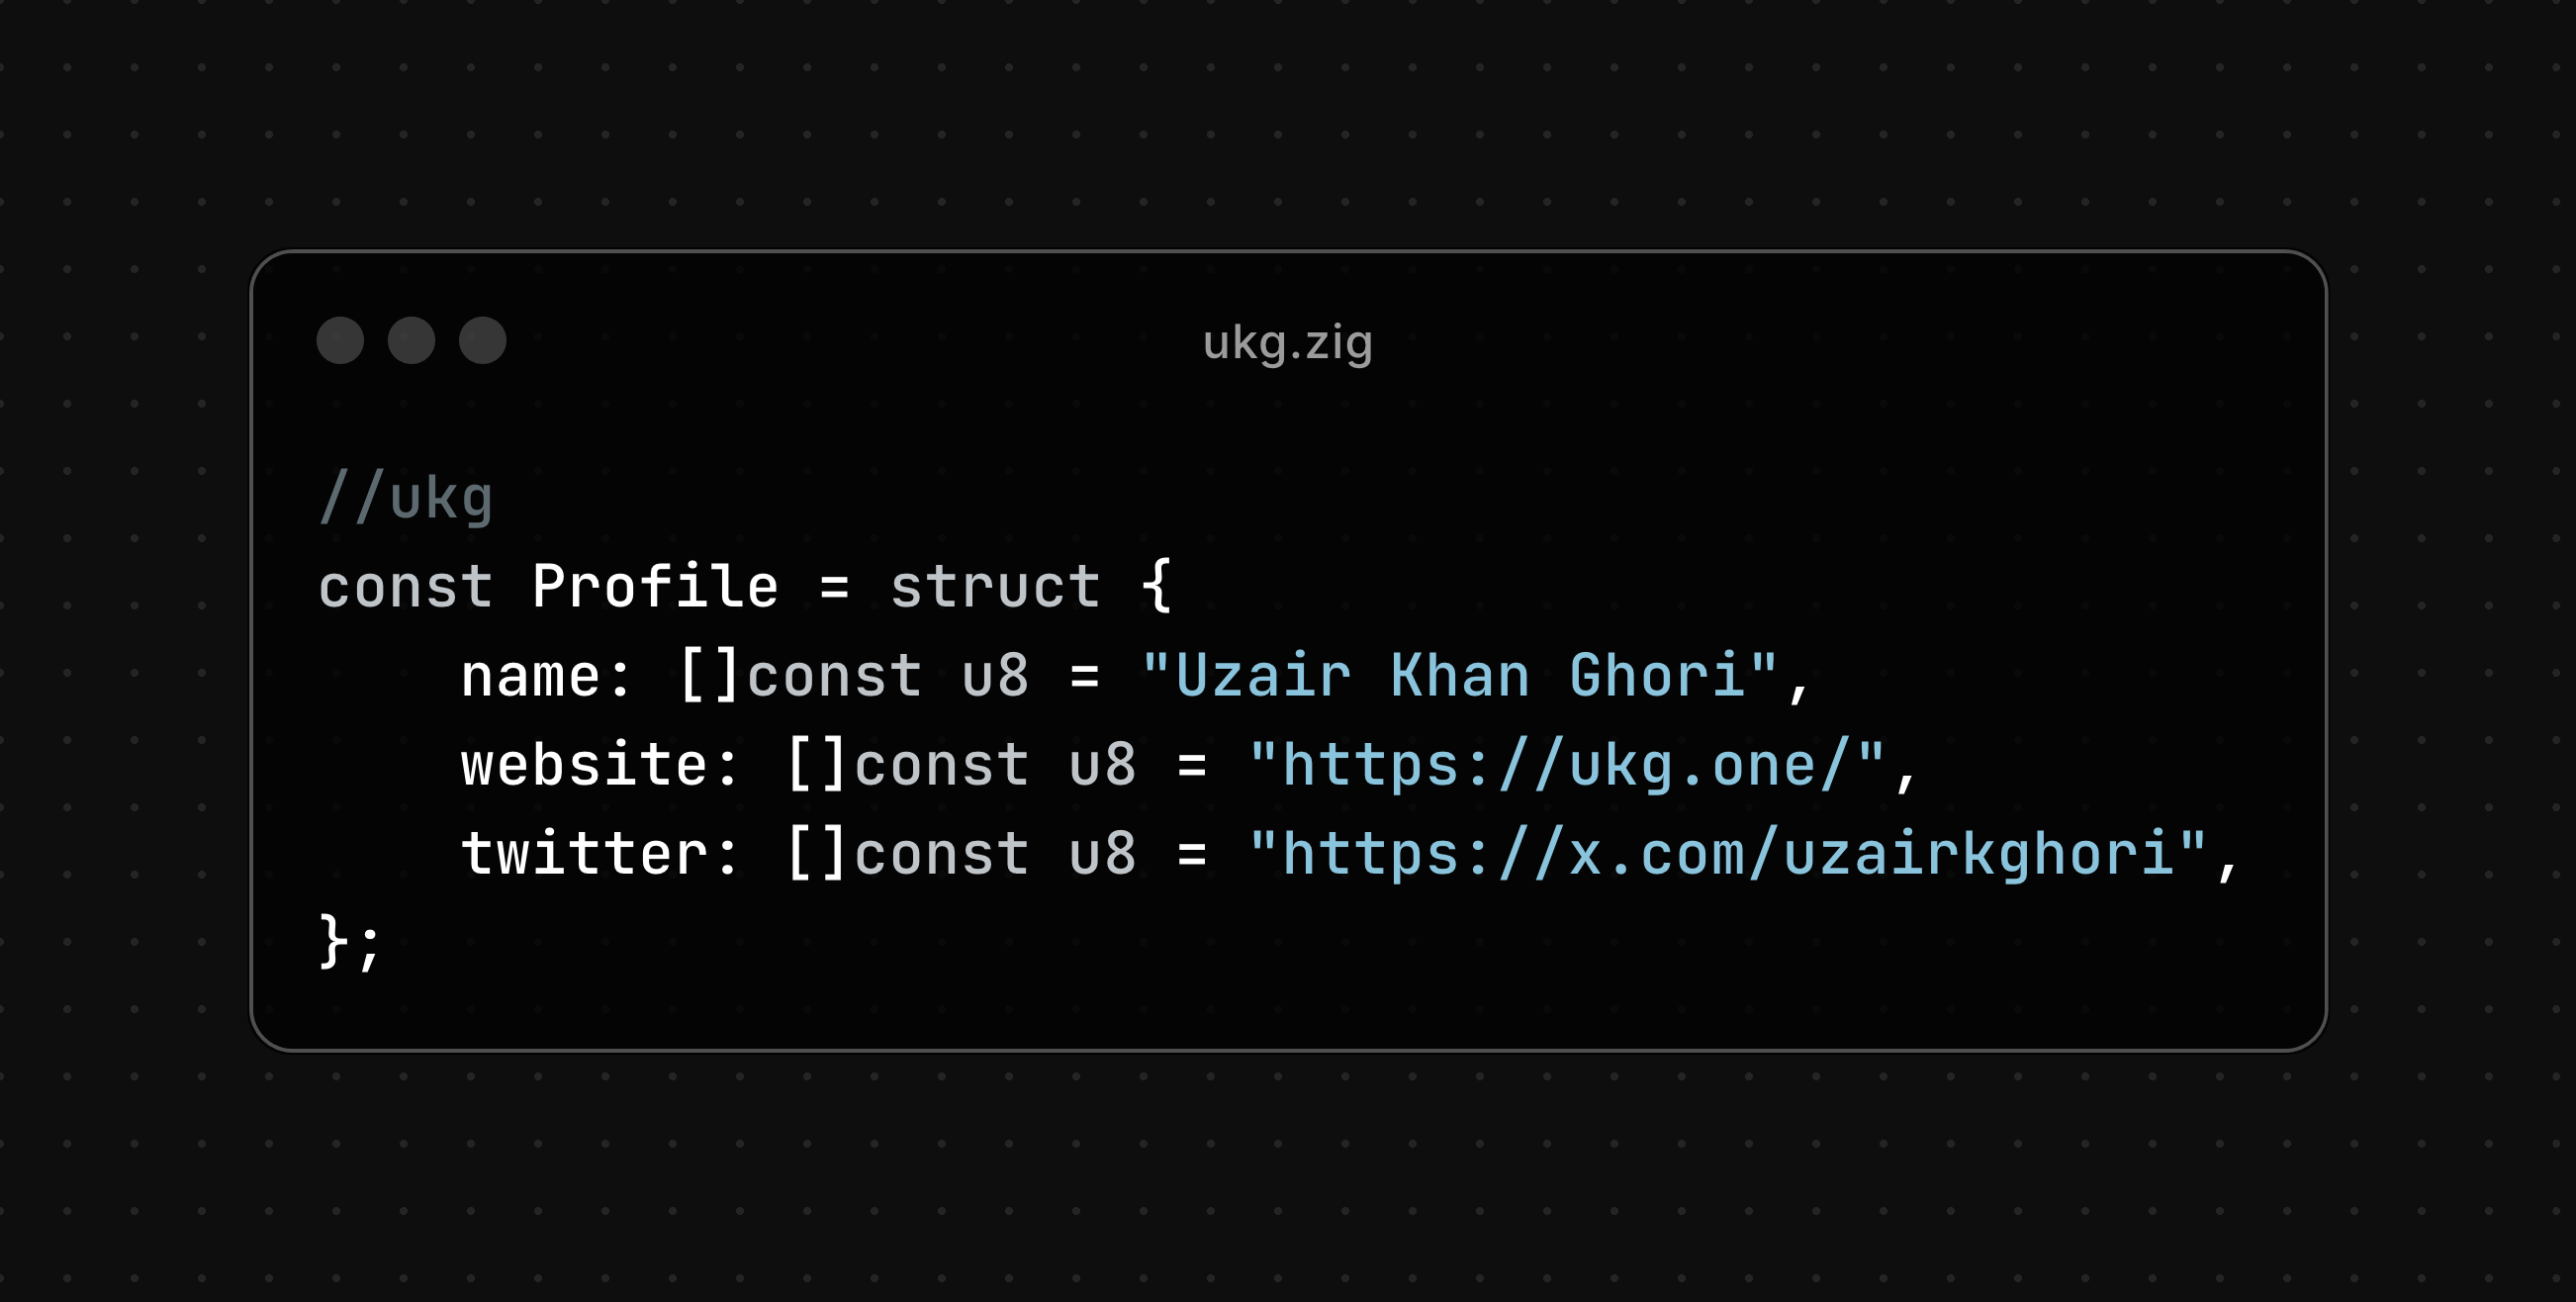 ukg.zig
//ukg
const Profile = struct {
    name: []const u8 = "Uzair Khan Ghori",
    website: []const u8 = "https://ukg.one/",
    twitter: []const u8 = "https://x.com/uzairkghori",
};